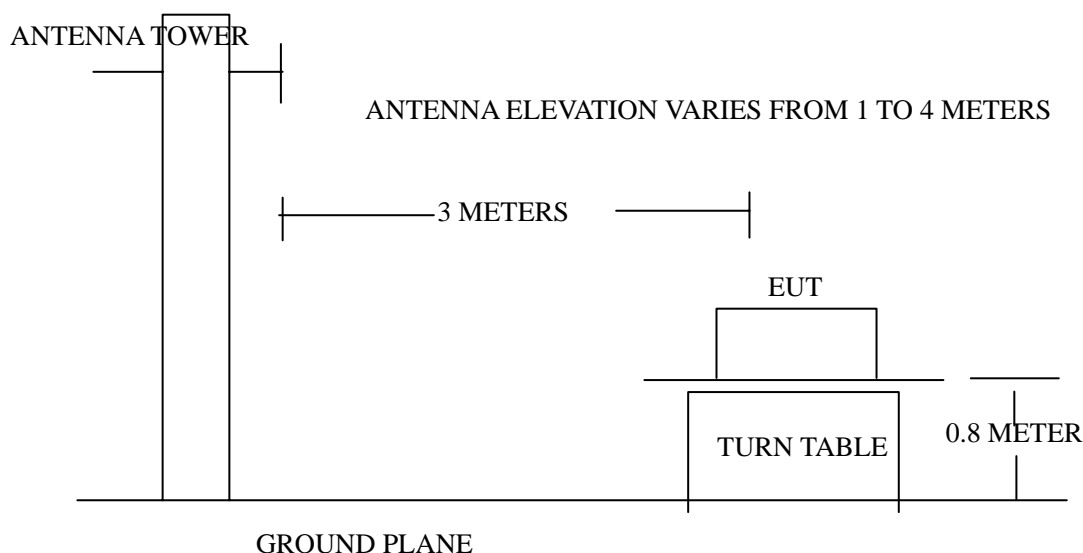 ANTENNA TOWER
ANTENNA ELEVATION VARIES FROM 1 TO 4 METERS
3 METERS
EUT
0.8 METER
TURN TABLE
GROUND PLANE